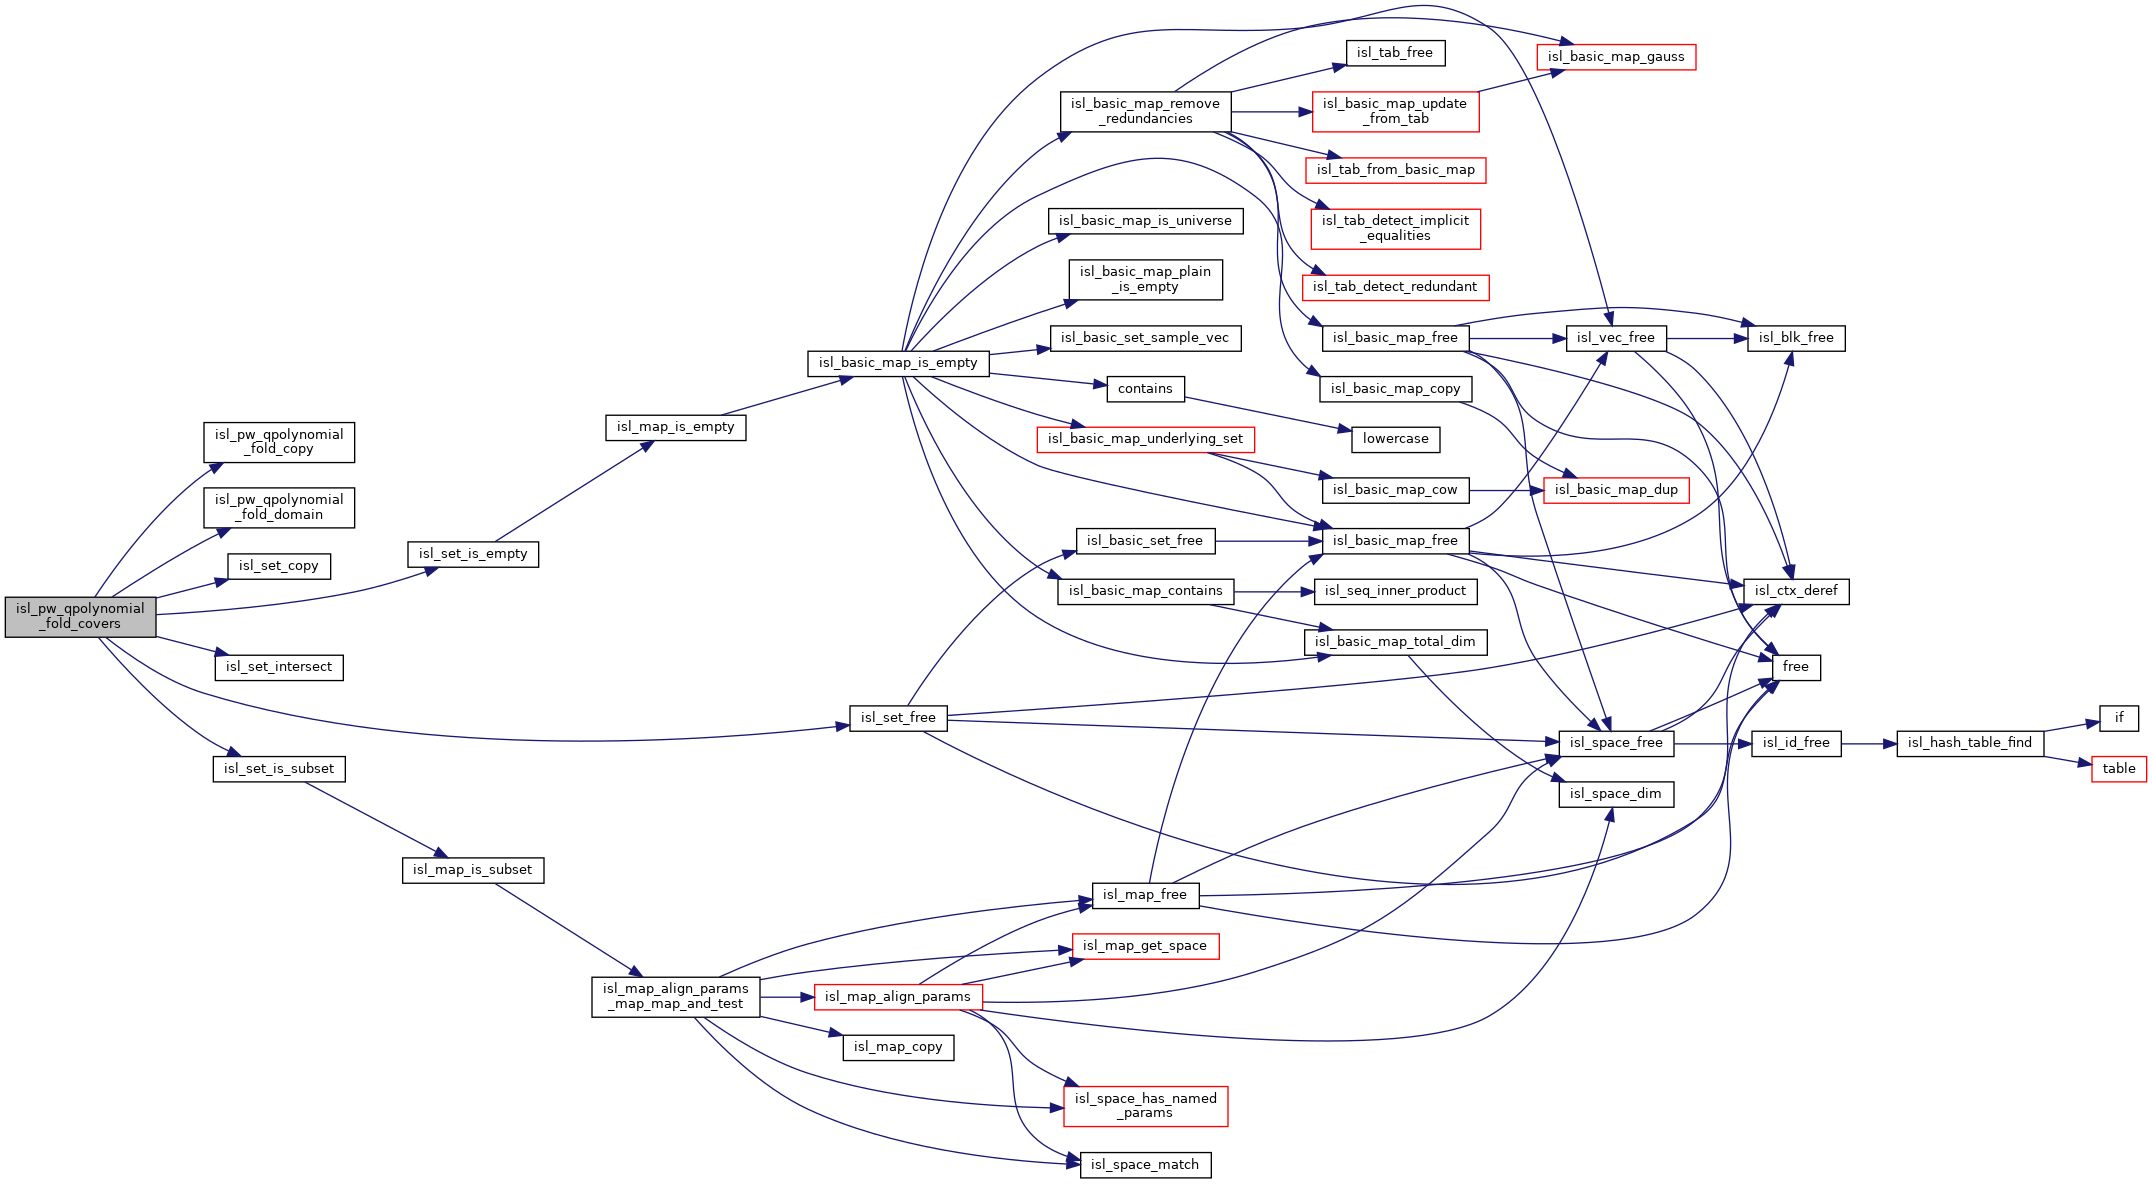 isl_pw_qpolynomial
_fold_covers
isl_pw_qpolynomial
_fold_copy
isl_pw_qpolynomial
_fold_domain
isl_set_copy
isl_set_is_empty
isl_set_intersect
isl_set_is_subset
isl_map_is_empty
isl_map_is_subset
isl_map_align_params
_map_map_and_test
isl_basic_map_is_empty
isl_set_free
isl_map_align_params
isl_map_copy
isl_basic_map_remove
_redundancies
isl_basic_map_is_universe
isl_basic_map_plain
_is_empty
isl_basic_set_sample_vec
contains
isl_basic_map_underlying_set
isl_basic_set_free
isl_basic_map_contains
isl_map_free
isl_map_get_space
isl_space_has_named
_params
isl_space_match
isl_tab_free
isl_basic_map_update
_from_tab
isl_tab_from_basic_map
isl_tab_detect_implicit
_equalities
isl_tab_detect_redundant
isl_basic_map_free
isl_basic_map_copy
lowercase
isl_basic_map_cow
isl_basic_map_free
isl_seq_inner_product
isl_basic_map_total_dim
isl_basic_map_gauss
isl_vec_free
isl_basic_map_dup
isl_space_free
isl_space_dim
isl_blk_free
isl_ctx_deref
free
isl_id_free
isl_hash_table_find
if
table